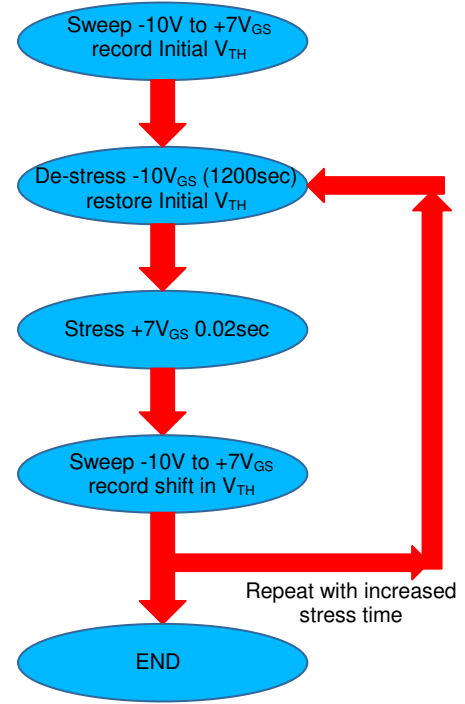 Sweep -10V to +7VGS
record Initial VTH
De-stress -10VGS (1200sec)
restore Initial VTH
Stress +7VGS 0.02sec
Sweep -10V to +7VGS
record shift in VTH
Repeat with increased
stress time
END